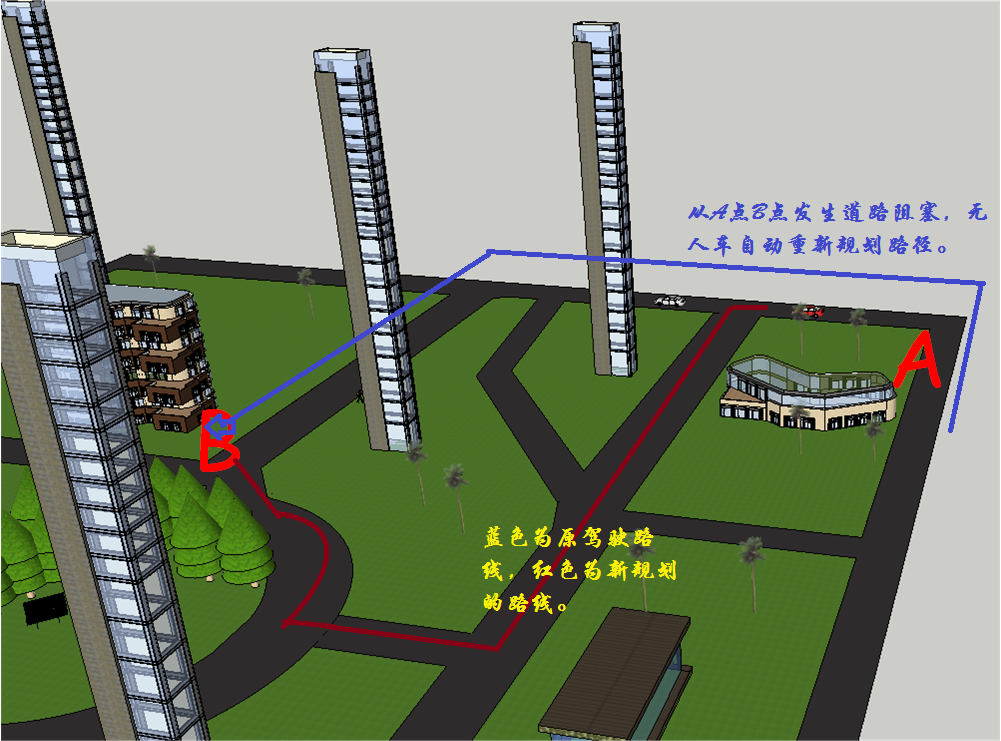 从A点B点发生道路阻塞，无
人车自动重新规划路径。
A
B
蓝色为原驾驶路
线，红色为新规划
的路线。